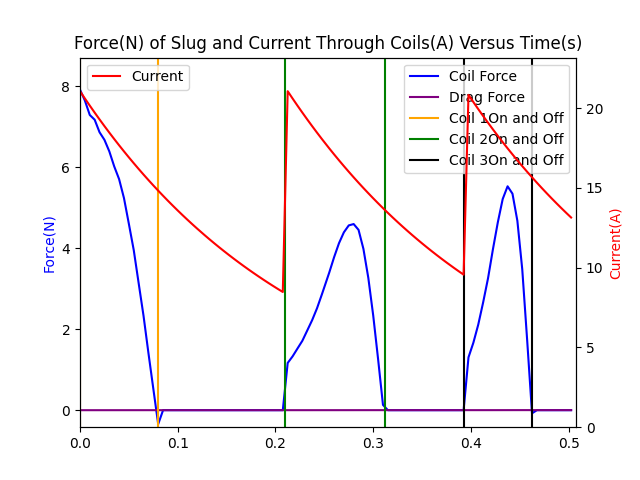 Force(N) of Slug and Current Through Coils(A) Versus Time(s)
Current
Coil Force
Drag Force
Coil 1On and Off
Coil 2On and Off
Coil 3On and Off
Force(N)
8
6
4
2
0
20
15
10
5
0
Current(A)
0.0 0.1 0.2 0.3 0.4 0.5